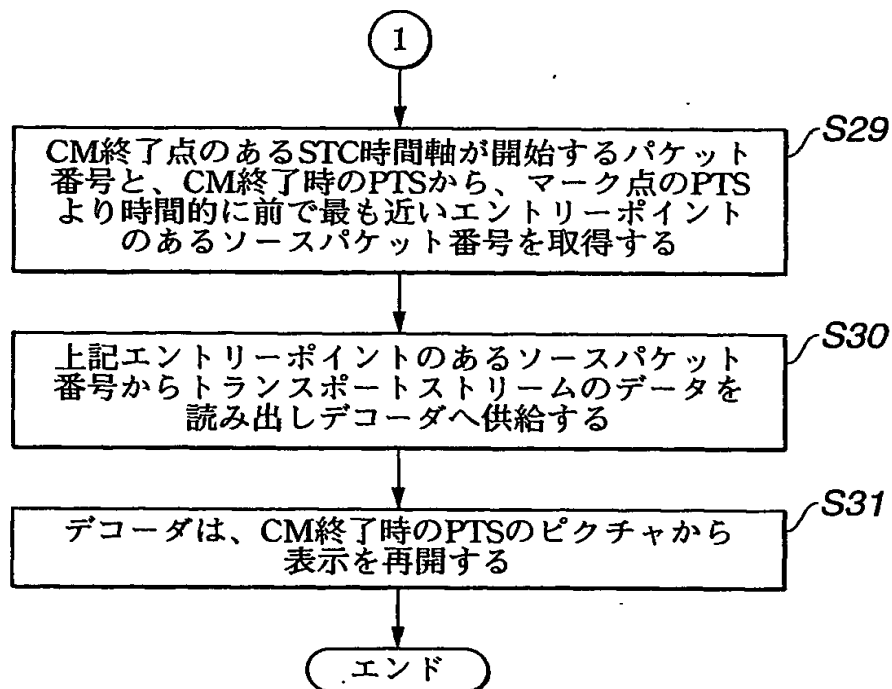 1
CM終了点のあるSTC時間軸が開始するパケット
番号と、CM終了時のPTSから、マーク点のPTS
より時間的に前で最も近いエントリーポイント
のあるソースパケット番号を取得する
S29
上記エントリーポイントのあるソースパケット
番号からトランスポートストリームのデータを
読み出しデコーダへ供給する
S30
デコーダは、CM終了時のPTSのピクチャから
表示を再開する
S31
エンド